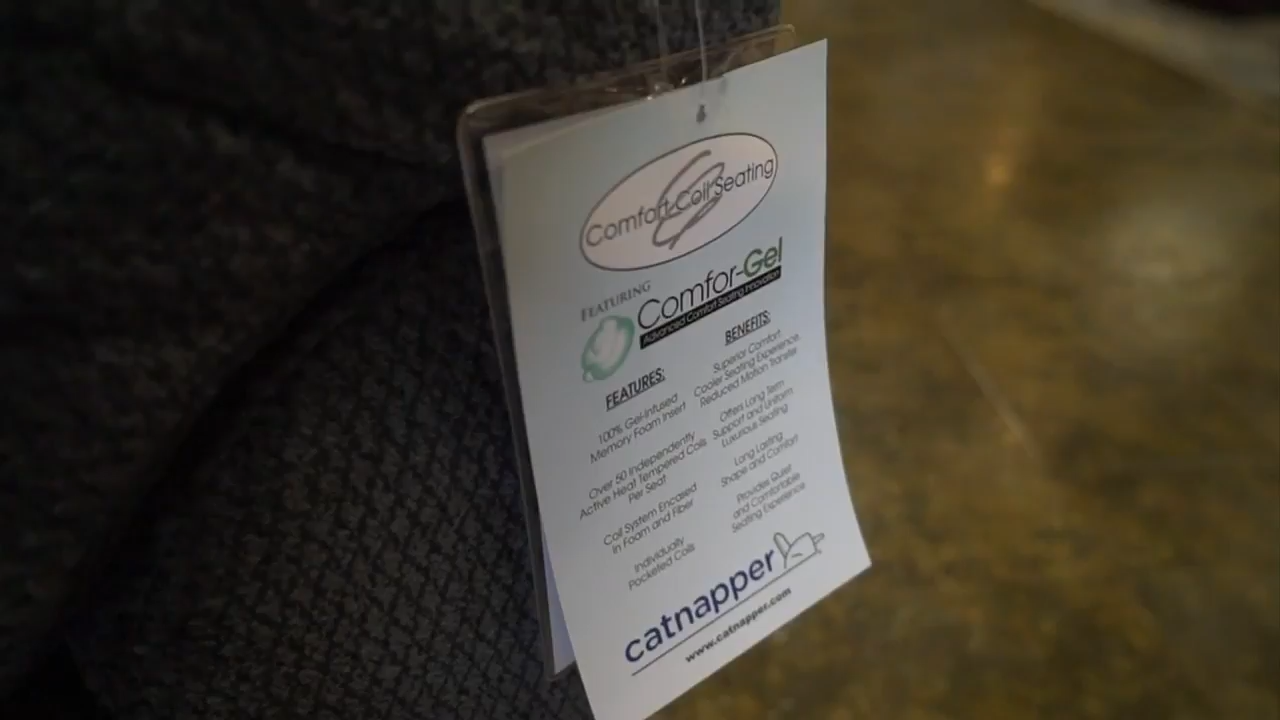 Comfort Coil Seating
FEATURING
Comfor-Gel
Advanced Comfort Seating Innovation
FEATURES:
100% Gel-Infused
Memory Foam Insert
Over 50 Independently
Active Heat Tempered Coils
Per Seat
Coil System Encased
In Foam and Fiber
Individually
Pocketed Coils
BENEFITS:
Superior Comfort
Cooler Seating Experience
Reduced Motion Transfer
Offers Long Term
Support and Uniform
Luxurious Seating
Long Lasting
Shape and Comfort
Provides Quiet
and Comfortable
Seating Experience
catnapper
www.catnapper.com